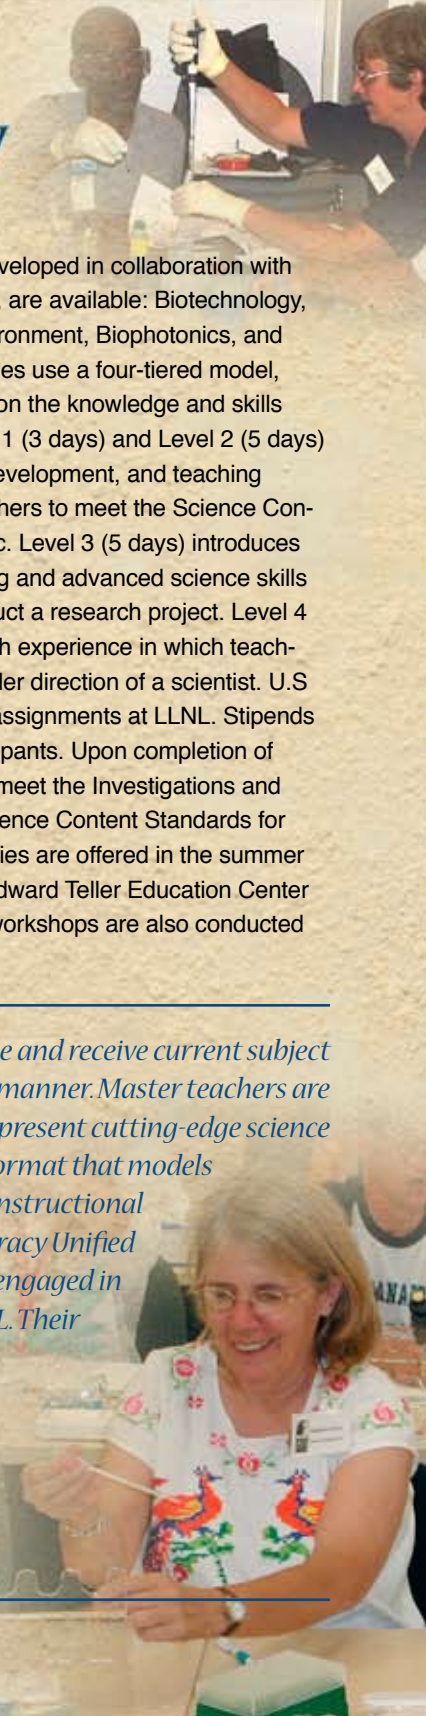 y
veloped in collaboration with
, are available: Biotechnology,
ronment, Biophotonics, and
es use a four-tiered model,
on the knowledge and skills
1 (3 days) and Level 2 (5 days)
evelopment, and teaching
hers to meet the Science Con-
c. Level 3 (5 days) introduces
g and advanced science skills
uct a research project. Level 4
h experience in which teach-
der direction of a scientist. U.S
assignments at LLNL. Stipends
ipants. Upon completion of
meet the Investigations and
ence Content Standards for
ies are offered in the summer
dward Teller Education Center
workshops are also conducted
e and receive current subject
manner. Master teachers are
present cutting-edge science
ormat that models
nstructional
racy Unified
engaged in
L. Their
ANA